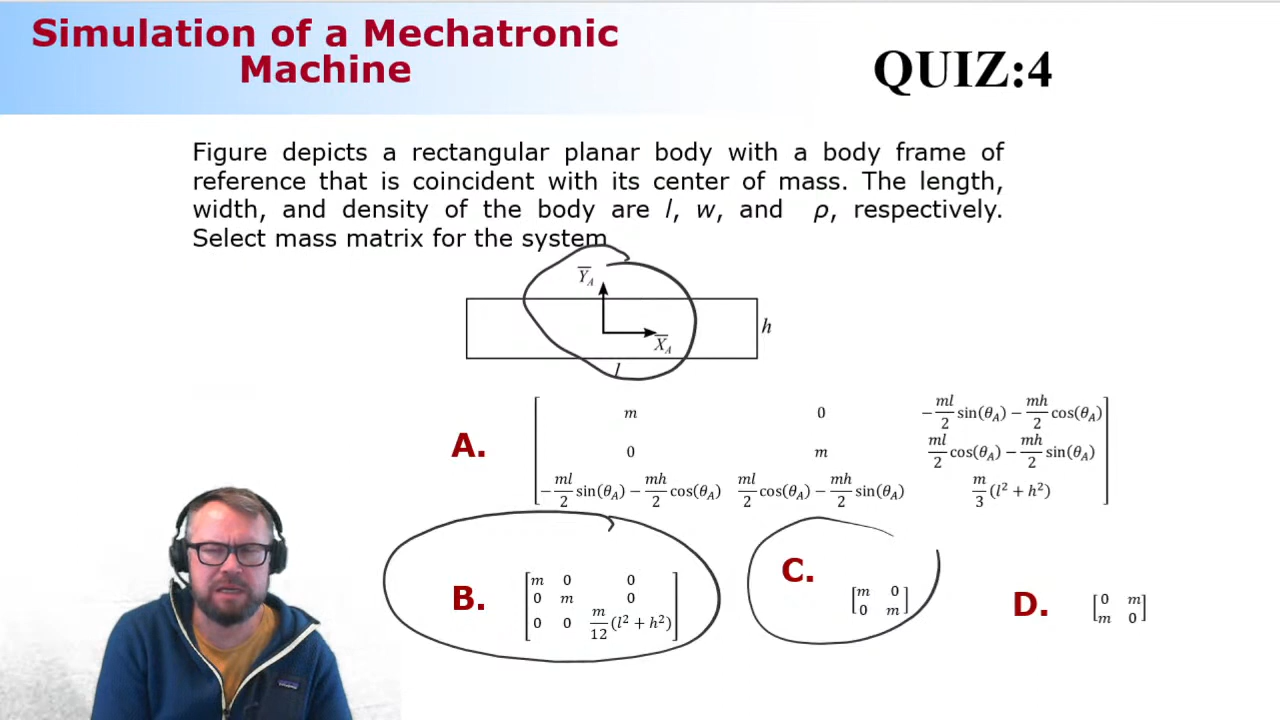 Simulation of a Mechatronic
Machine
QUIZ:4
Figure depicts a rectangular planar body with a body frame of
reference that is coincident with its center of mass. The length,
width, and density of the body are l, w, and ρ, respectively.
Select mass matrix for the system
Y̅_A
h
X̅_A
l
A.
m 0 −ml/2 sin(θ_A) − mh/2 cos(θ_A)
0 m ml/2 cos(θ_A) − mh/2 sin(θ_A)
−ml/2 sin(θ_A) − mh/2 cos(θ_A) ml/2 cos(θ_A) − mh/2 sin(θ_A) m/3 (l² + h²)
B.
m 0 0
0 m 0
0 0 m/12 (l² + h²)
C.
m 0
0 m
D.
0 m
m 0
patagonia